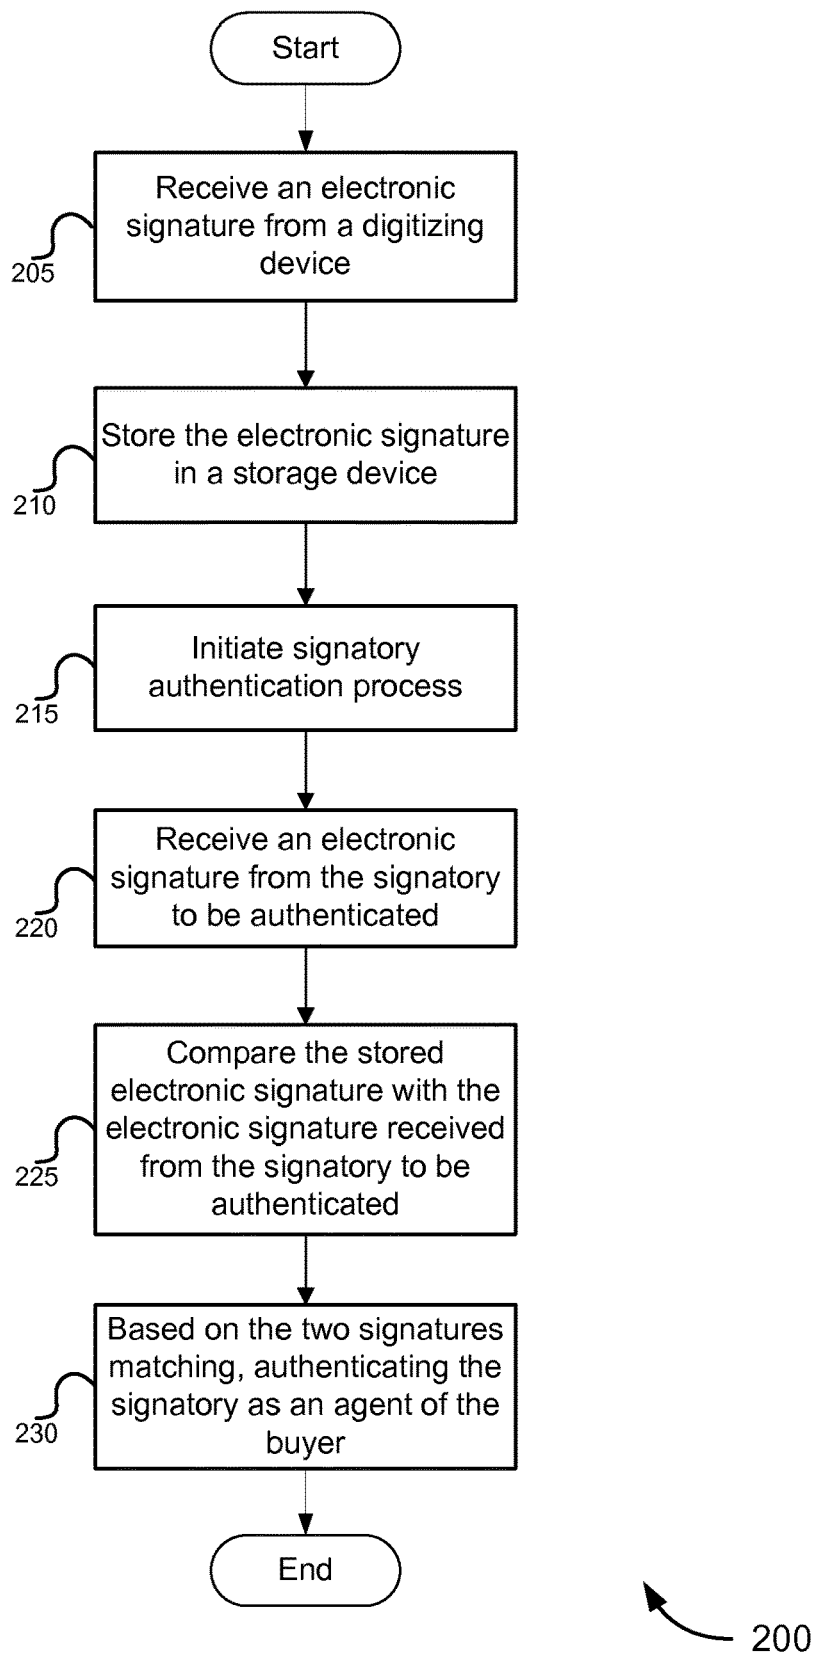 Start
Receive an electronic
signature from a digitizing
device
205
Store the electronic signature
in a storage device
210
Initiate signatory
authentication process
215
Receive an electronic
signature from the signatory
to be authenticated
220
Compare the stored
electronic signature with the
electronic signature received
from the signatory to be
authenticated
225
Based on the two signatures
matching, authenticating the
signatory as an agent of the
buyer
230
End
200